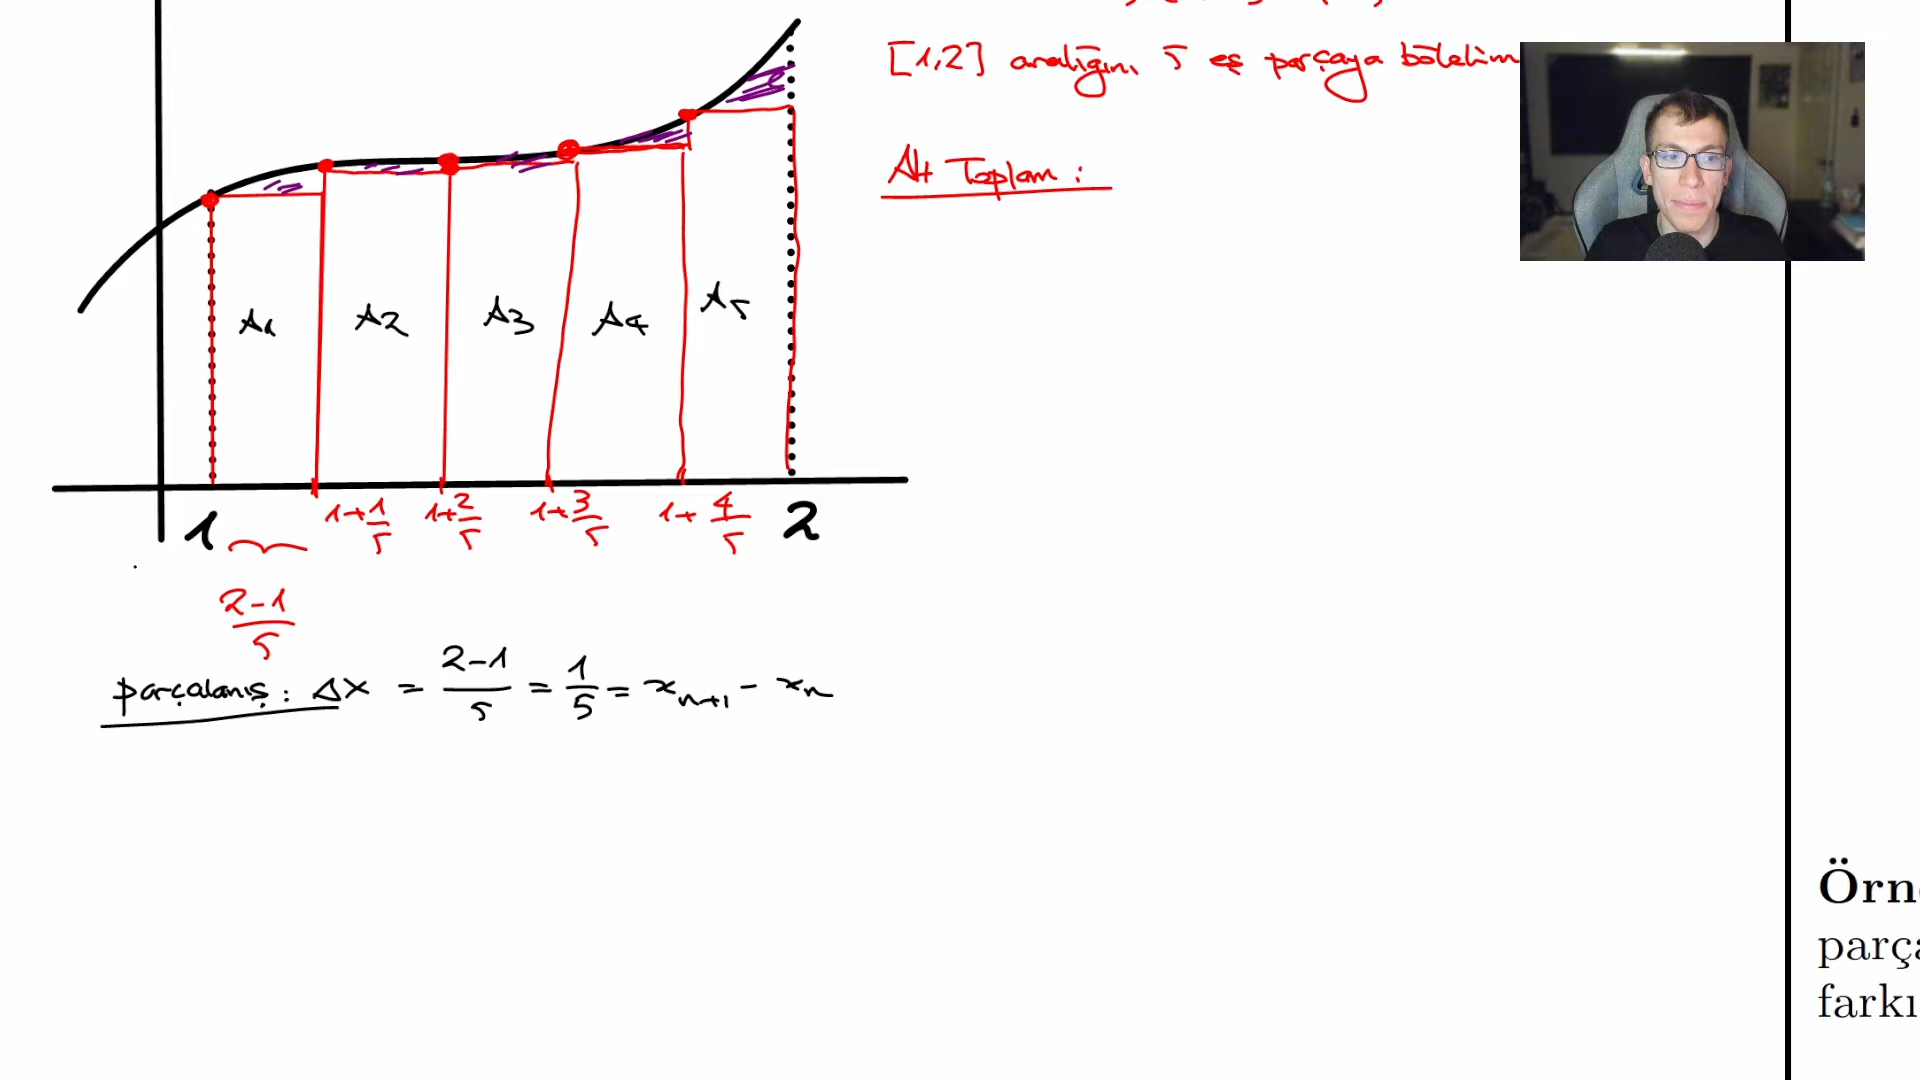 [1,2] aralığını 5 eş parçaya bölelim
Alt Toplam :
A1 A2 A3 A4 A5
1 1+1/5 1+2/5 1+3/5 1+4/5 2
2-1/5
parçalanış : Δx = 2-1/5 = 1/5 = xn+1 - xn
Örn
parça
farkı